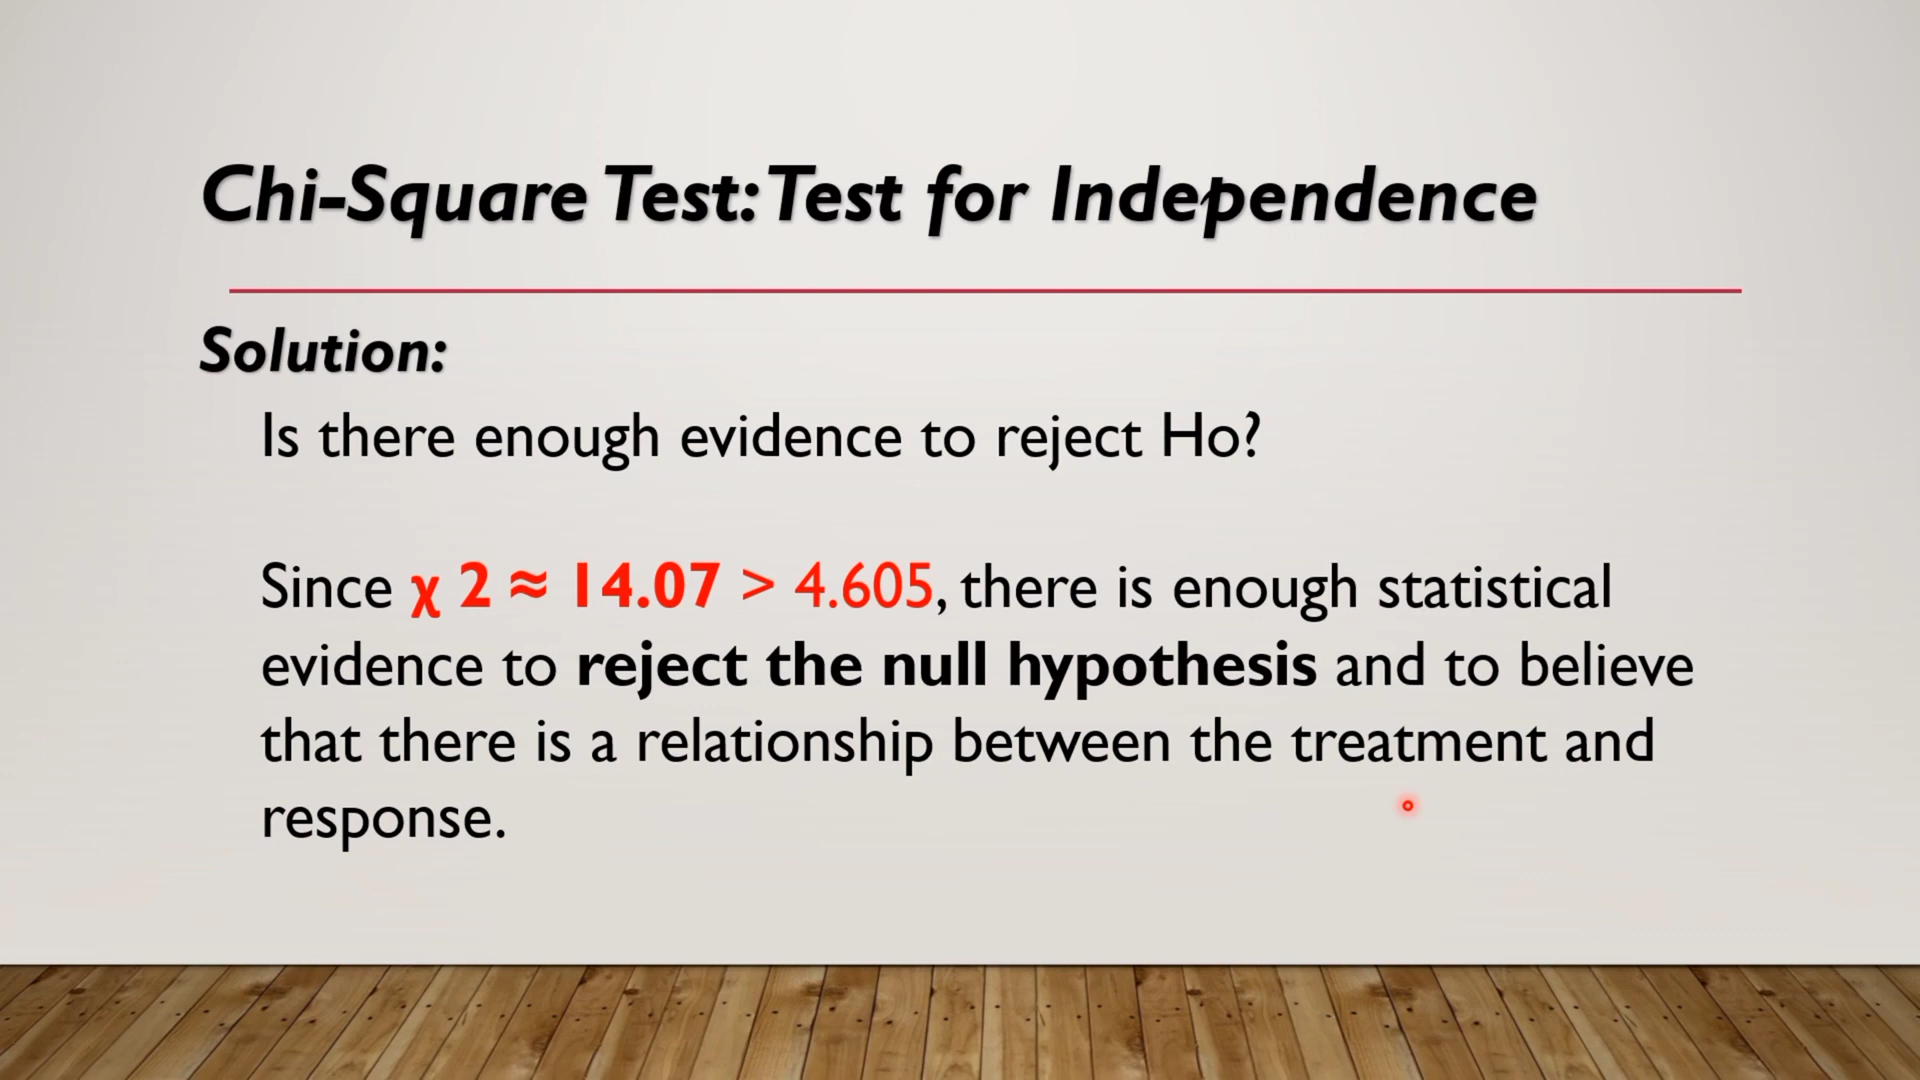 Chi-Square Test: Test for Independence
Solution:
Is there enough evidence to reject Ho?
Since χ 2 ≈ 14.07 > 4.605, there is enough statistical
evidence to reject the null hypothesis and to believe
that there is a relationship between the treatment and
response.